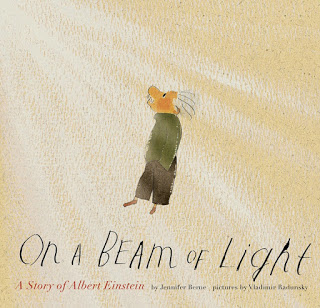 On A BEAM of Light
A Story of Albert Einstein by Jennifer Berne pictures by Vladimir Radunsky